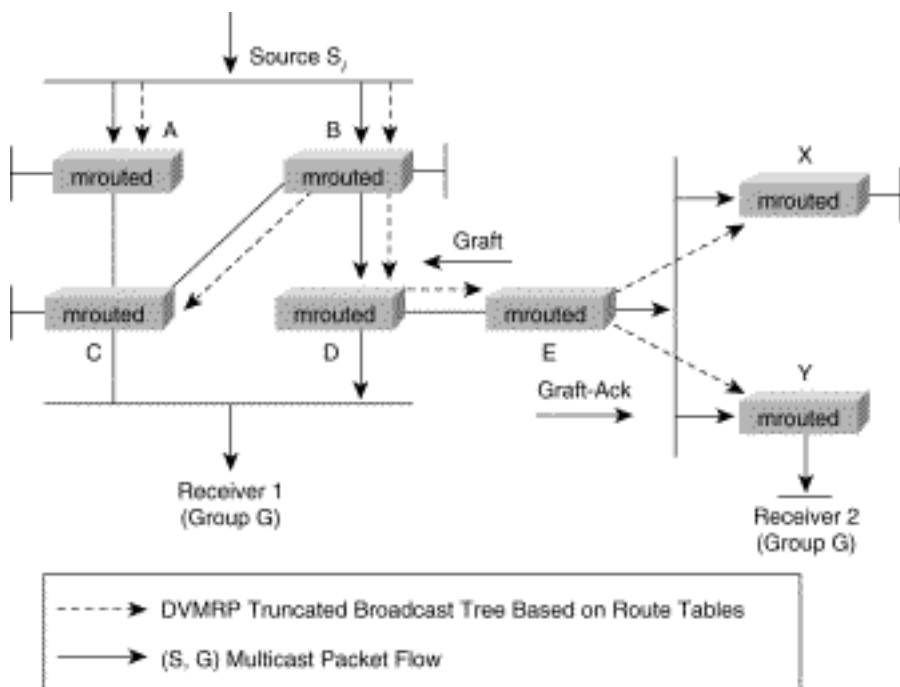 Source Si
A
B
X
mrouted
mrouted
mrouted
Graft
mrouted
mrouted
mrouted
C
D
E
Y
Graft-Ack
mrouted
Receiver 1
(Group G)
Receiver 2
(Group G)
DVMRP Truncated Broadcast Tree Based on Route Tables
(S, G) Multicast Packet Flow